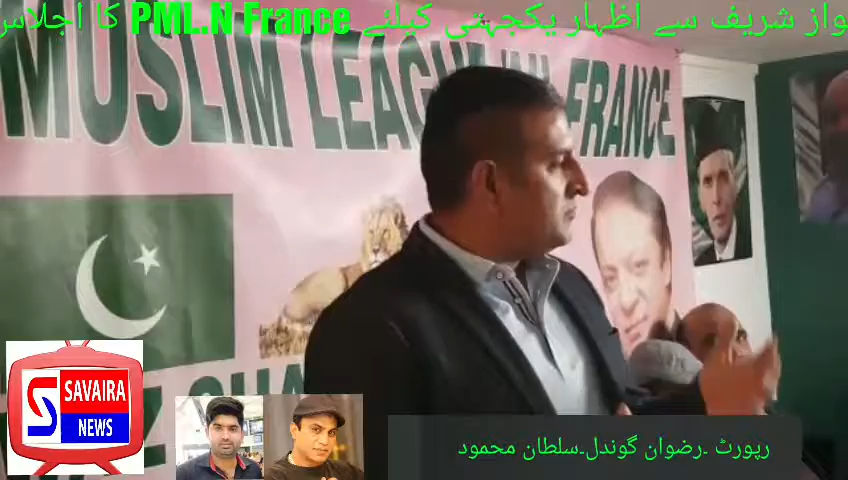 نواز شریف سے اظہار یکجہتی کیلئے PML.N France کا اجلاس
MUSLIM LEAGUE (N) FRANCE
SAVAIRA
NEWS
رپورٹ ۔رضوان گوندل۔سلطان محمود